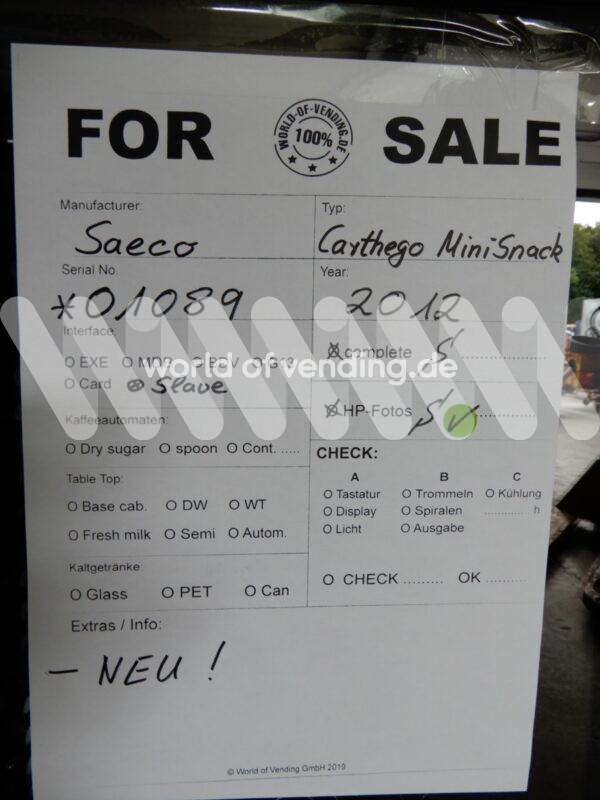 FOR SALE
WORLD-OF-VENDING.DE
100%
Manufacturer: Typ:
Saeco Carthego MiniSnack
Serial No. Year:
*01089 2012
Interface:
O EXE O MDB O BDV O G13
O Card ⊗ Slave
complete
world of vending.de
HP-Fotos
Kaffeeautomaten:
O Dry sugar O spoon O Cont. .....
CHECK:
A B C
O Tastatur O Trommeln O Kühlung
O Display O Spiralen ............ h
O Licht O Ausgabe
Table Top:
O Base cab. O DW O WT
O Fresh milk O Semi O Autom.
Kaltgetränke:
O Glass O PET O Can
O CHECK ......... OK .........
Extras / Info:
– NEU !
© World of Vending GmbH 2019